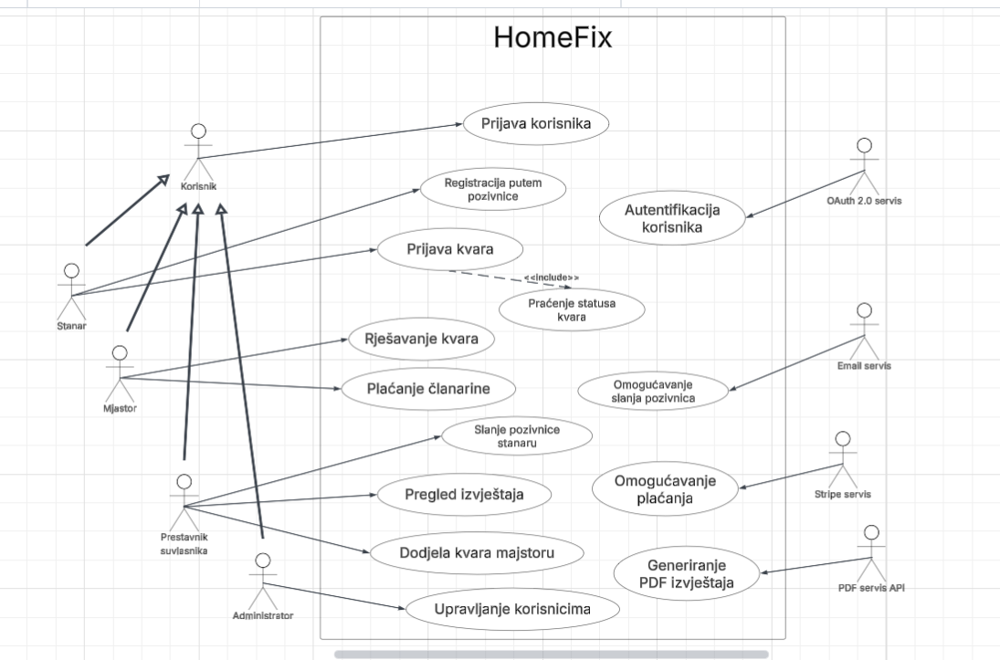 HomeFix
Prijava korisnika
Korisnik
Registracija putem
pozivnice
OAuth 2.0 servis
Autentifikacija
korisnika
Prijava kvara
<<include>>
Praćenje statusa
kvara
Stanar
Rješavanje kvara
Email servis
Plaćanje članarine
Omogućavanje
slanja pozivnica
Mjastor
Slanje pozivnice
stanaru
Omogućavanje
plaćanja
Stripe servis
Pregled izvještaja
Prestavnik
suvlasnika
Dodjela kvara majstoru
Generiranje
PDF izvještaja
PDF servis API
Upravljanje korisnicima
Administrator